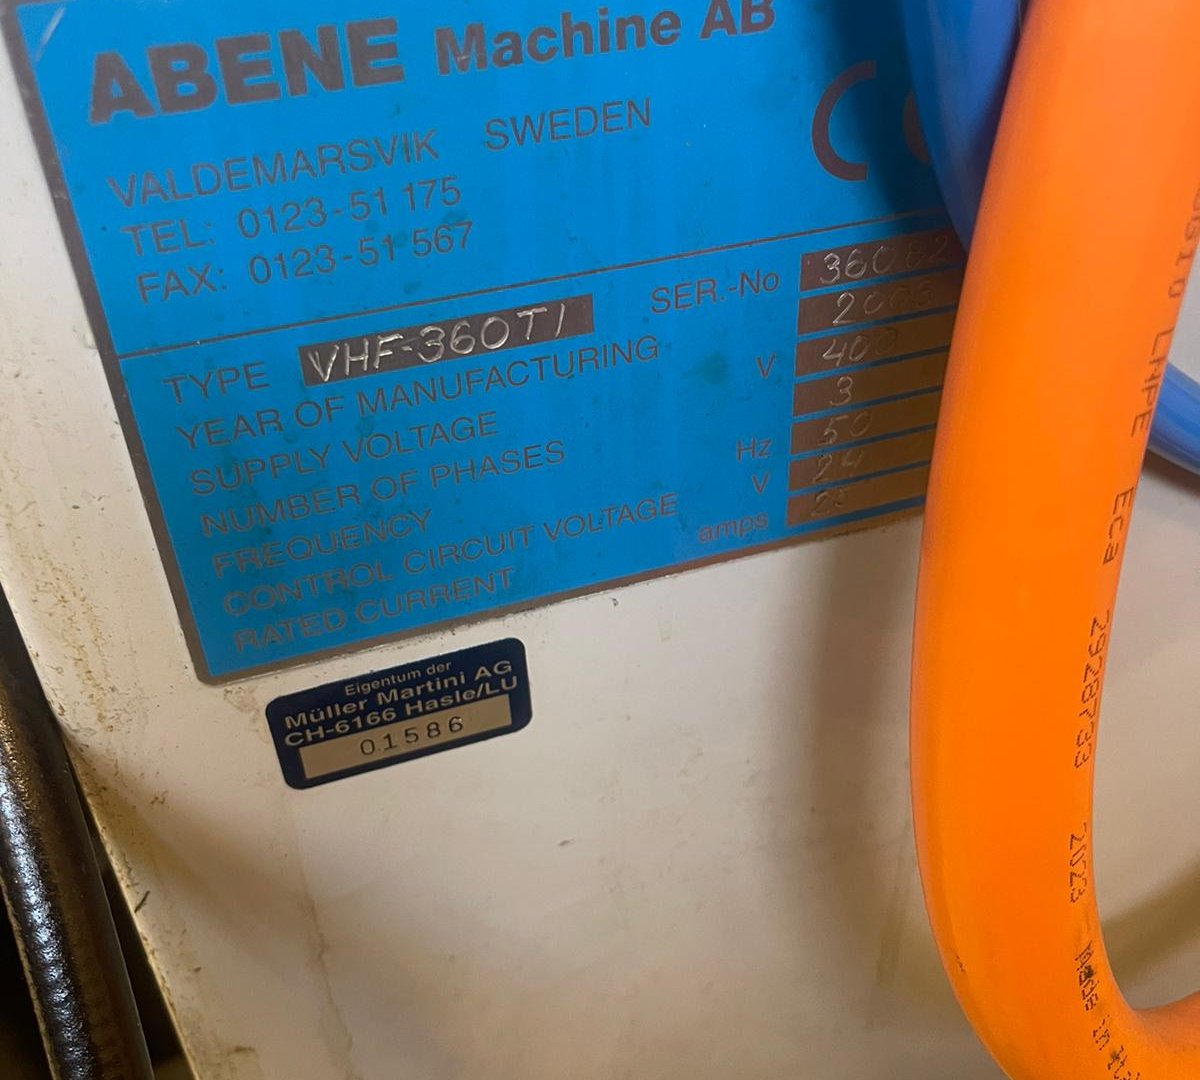 ABENE Machine AB
VALDEMARSVIK SWEDEN
TEL: 0123-51 175
FAX: 0123-51 567
TYPE VHF-360T1 SER.-No
YEAR OF MANUFACTURING
SUPPLY VOLTAGE V 400
NUMBER OF PHASES 3
FREQUENCY Hz 50
CONTROL CIRCUIT VOLTAGE V 24
RATED CURRENT amps
Eigentum der
Müller Martini AG
CH-6166 Hasle/LU
01586
LAPE Eca 2928733 2023